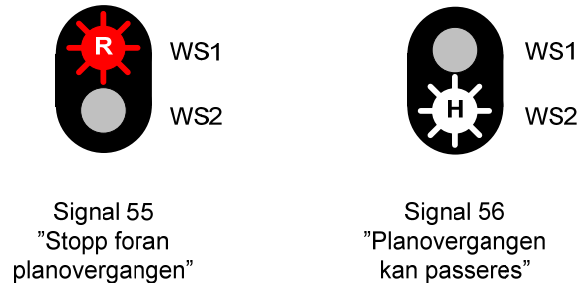 R
WS1
WS2
Signal 55
”Stopp foran
planovergangen”
WS1
H
WS2
Signal 56
”Planovergangen
kan passeres”